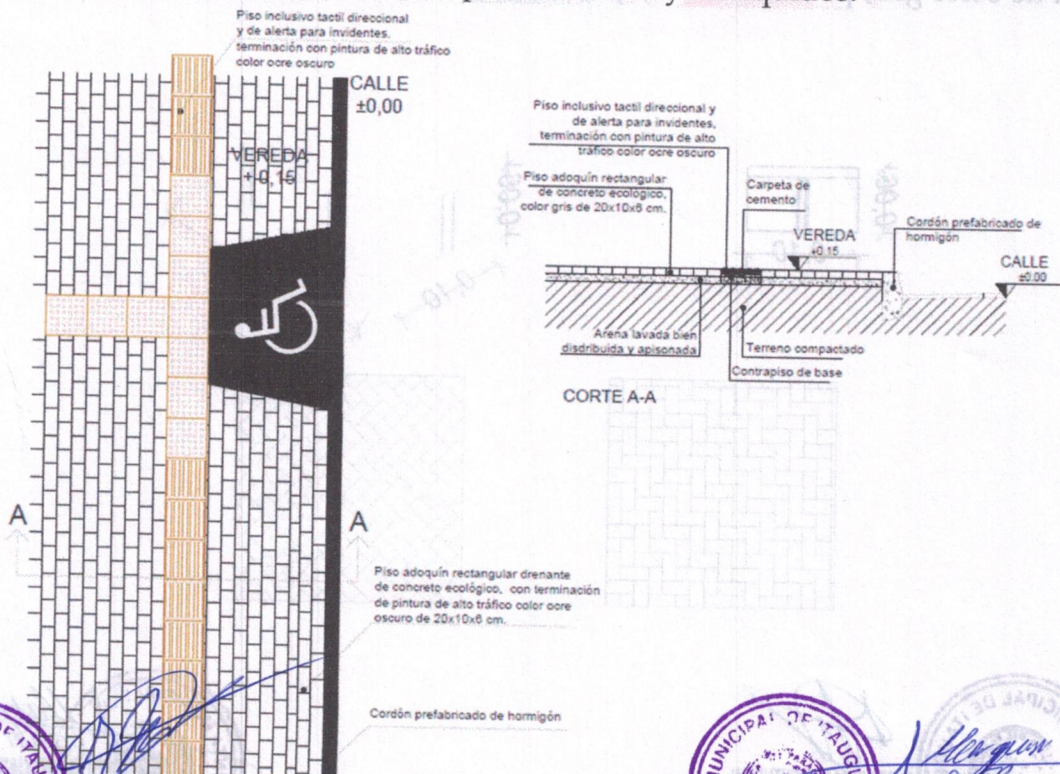 Piso inclusivo tactil direccional
y de alerta para invidentes,
terminación con pintura de alto tráfico
color ocre oscuro
CALLE
±0,00
VEREDA
+ 0,15
A
A
Piso adoquín rectangular drenante
de concreto ecológico, con terminación
de pintura de alto tráfico color ocre
oscuro de 20x10x6 cm.
Cordón prefabricado de hormigón
Piso inclusivo tactil direccional y
de alerta para invidentes,
terminación con pintura de alto
tráfico color ocre oscuro
Piso adoquín rectangular
de concreto ecológico,
color gris de 20x10x6 cm.
Carpeta de
cemento
VEREDA
+0.15
Cordón prefabricado de
hormigón
CALLE
±0.00
Arena lavada bien
disdribuida y apisonada
Terreno compactado
Contrapiso de base
CORTE A-A
DE ITAUG
MUNICIPAL DE ITAUGU